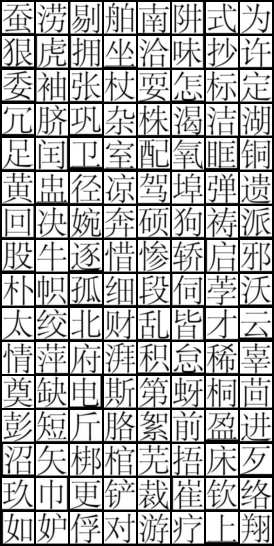 蚕涝剔舶南阱式为
狠虎拥坐洽味抄许
委袖张杖耍怎标定
冗脐巩杂株渴洁湖
足闰卫室配氧眶铜
黄盅径凉驾埠弹遗
回决婉奔硕狗祷派
股牛逐惜惨轿启邪
朴帜孤细段伺荸沃
太绞北财乱皆才云
情萍府湃积怠稀辜
奠缺电斯第蚜桐茴
彭短斤胳絮前盈进
沼矢梆棺芜捂床歹
玖巾更铲裁崔钦络
如妒俘对游疗上翔